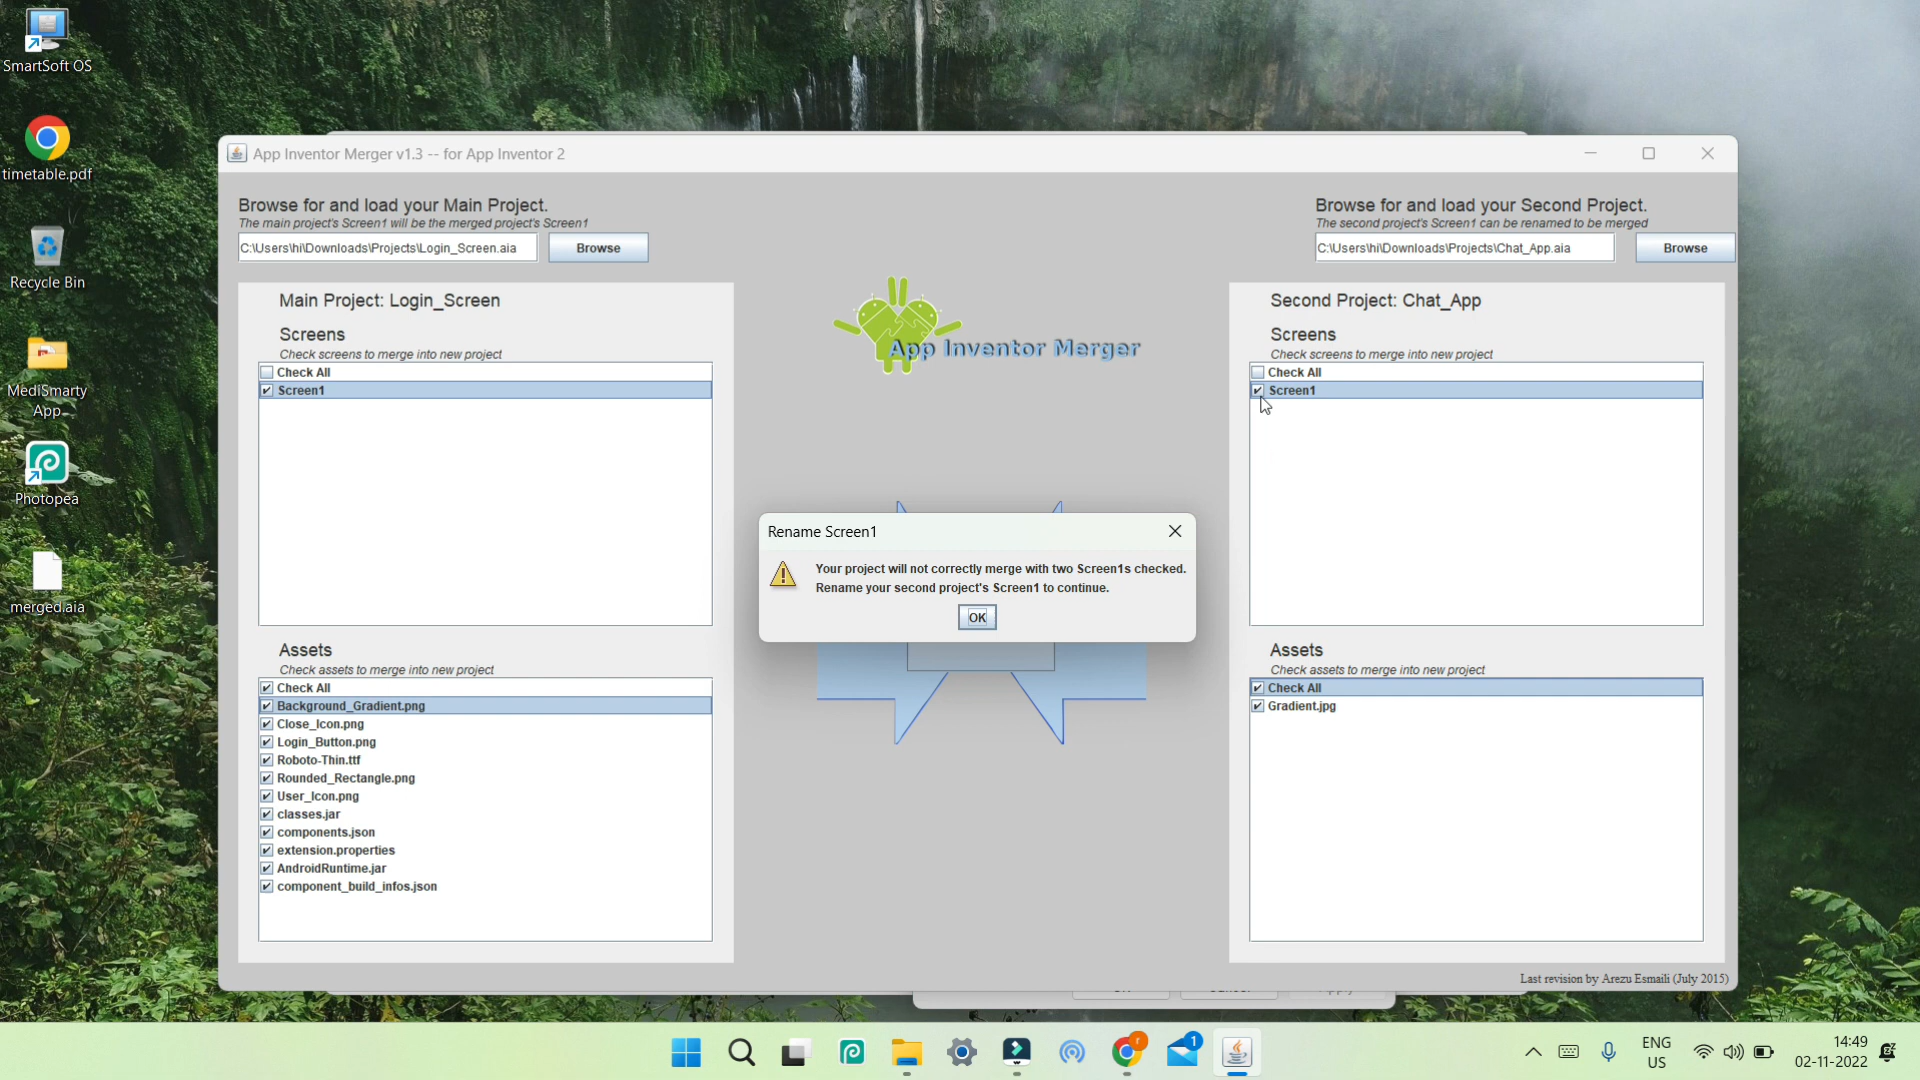 SmartSoft OS
timetable.pdf
Recycle Bin
MediSmarty
App
Photopea
merged.aia
App Inventor Merger v1.3 -- for App Inventor 2
Browse for and load your Main Project.
The main project's Screen1 will be the merged project's Screen1
C:\Users\hi\Downloads\Projects\Login_Screen.aia
Browse
Browse for and load your Second Project.
The second project's Screen1 can be renamed to be merged
C:\Users\hi\Downloads\Projects\Chat_App.aia
Browse
Main Project: Login_Screen
Screens
Check screens to merge into new project
Check All
Screen1
Assets
Check assets to merge into new project
Check All
Background_Gradient.png
Close_Icon.png
Login_Button.png
Roboto-Thin.ttf
Rounded_Rectangle.png
User_Icon.png
classes.jar
components.json
extension.properties
AndroidRuntime.jar
component_build_infos.json
App Inventor Merger
Rename Screen1
Your project will not correctly merge with two Screen1s checked.
Rename your second project's Screen1 to continue.
OK
Second Project: Chat_App
Screens
Check screens to merge into new project
Check All
Screen1
Assets
Check assets to merge into new project
Check All
Gradient.jpg
Last revision by Arezu Esmaili (July 2015)
r
1
ENG
US
14:49
02-11-2022